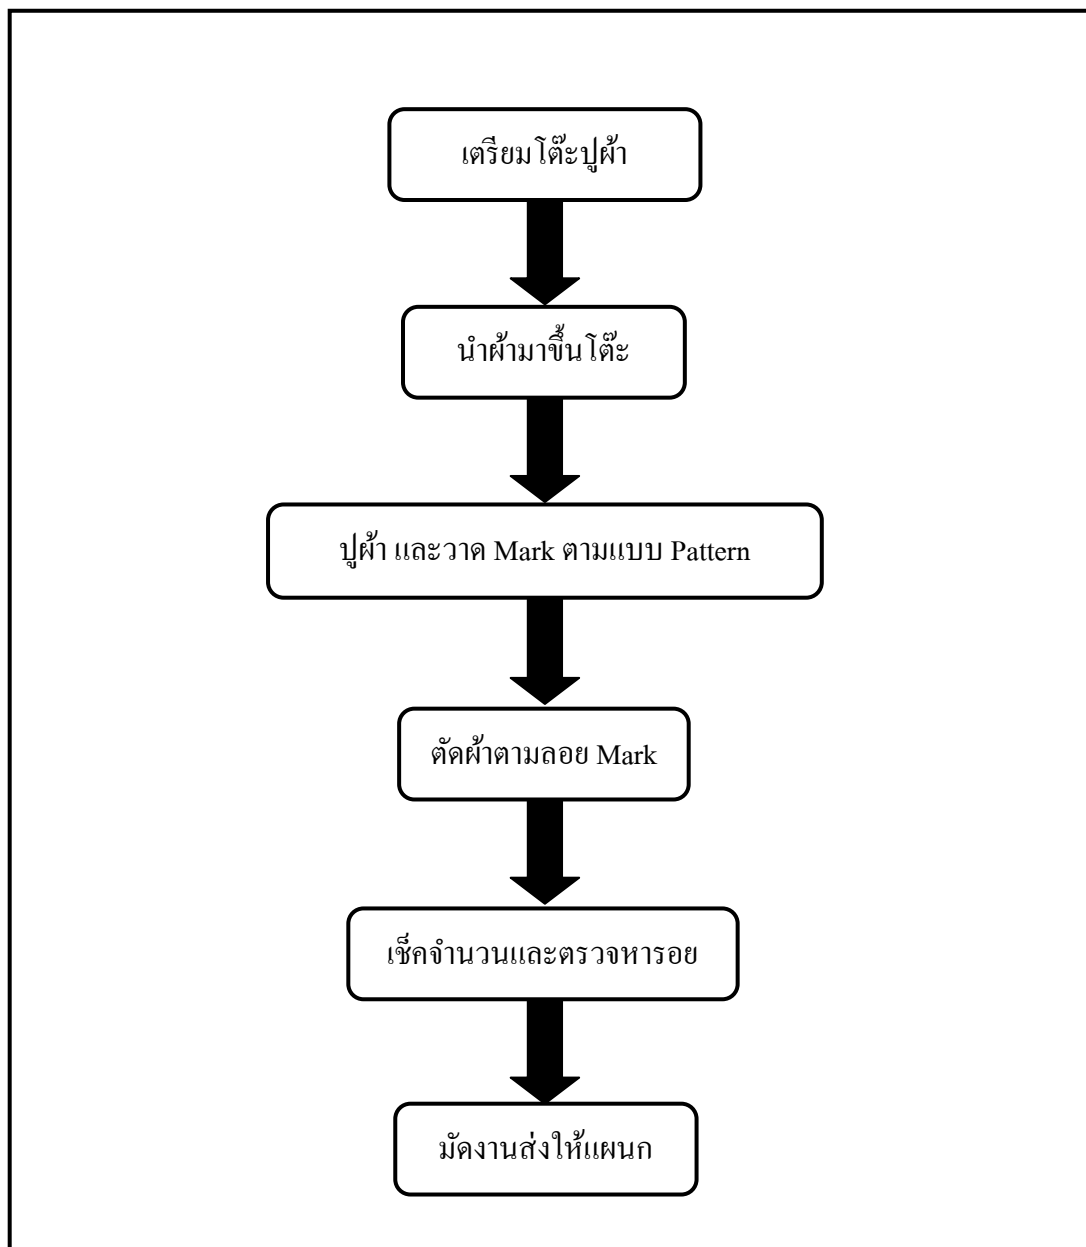 เตรียมโต๊ะปูผ้า
นำผ้ามาขึ้นโต๊ะ
ปูผ้า และวาด Mark ตามแบบ Pattern
ตัดผ้าตามลอย Mark
เช็คจำนวนและตรวจหารอย
มัดงานส่งให้แผนก